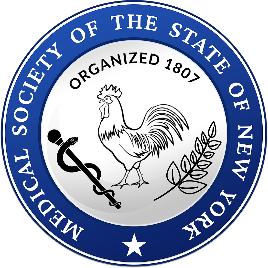 MEDICAL SOCIETY OF THE STATE OF NEW YORK
ORGANIZED 1807